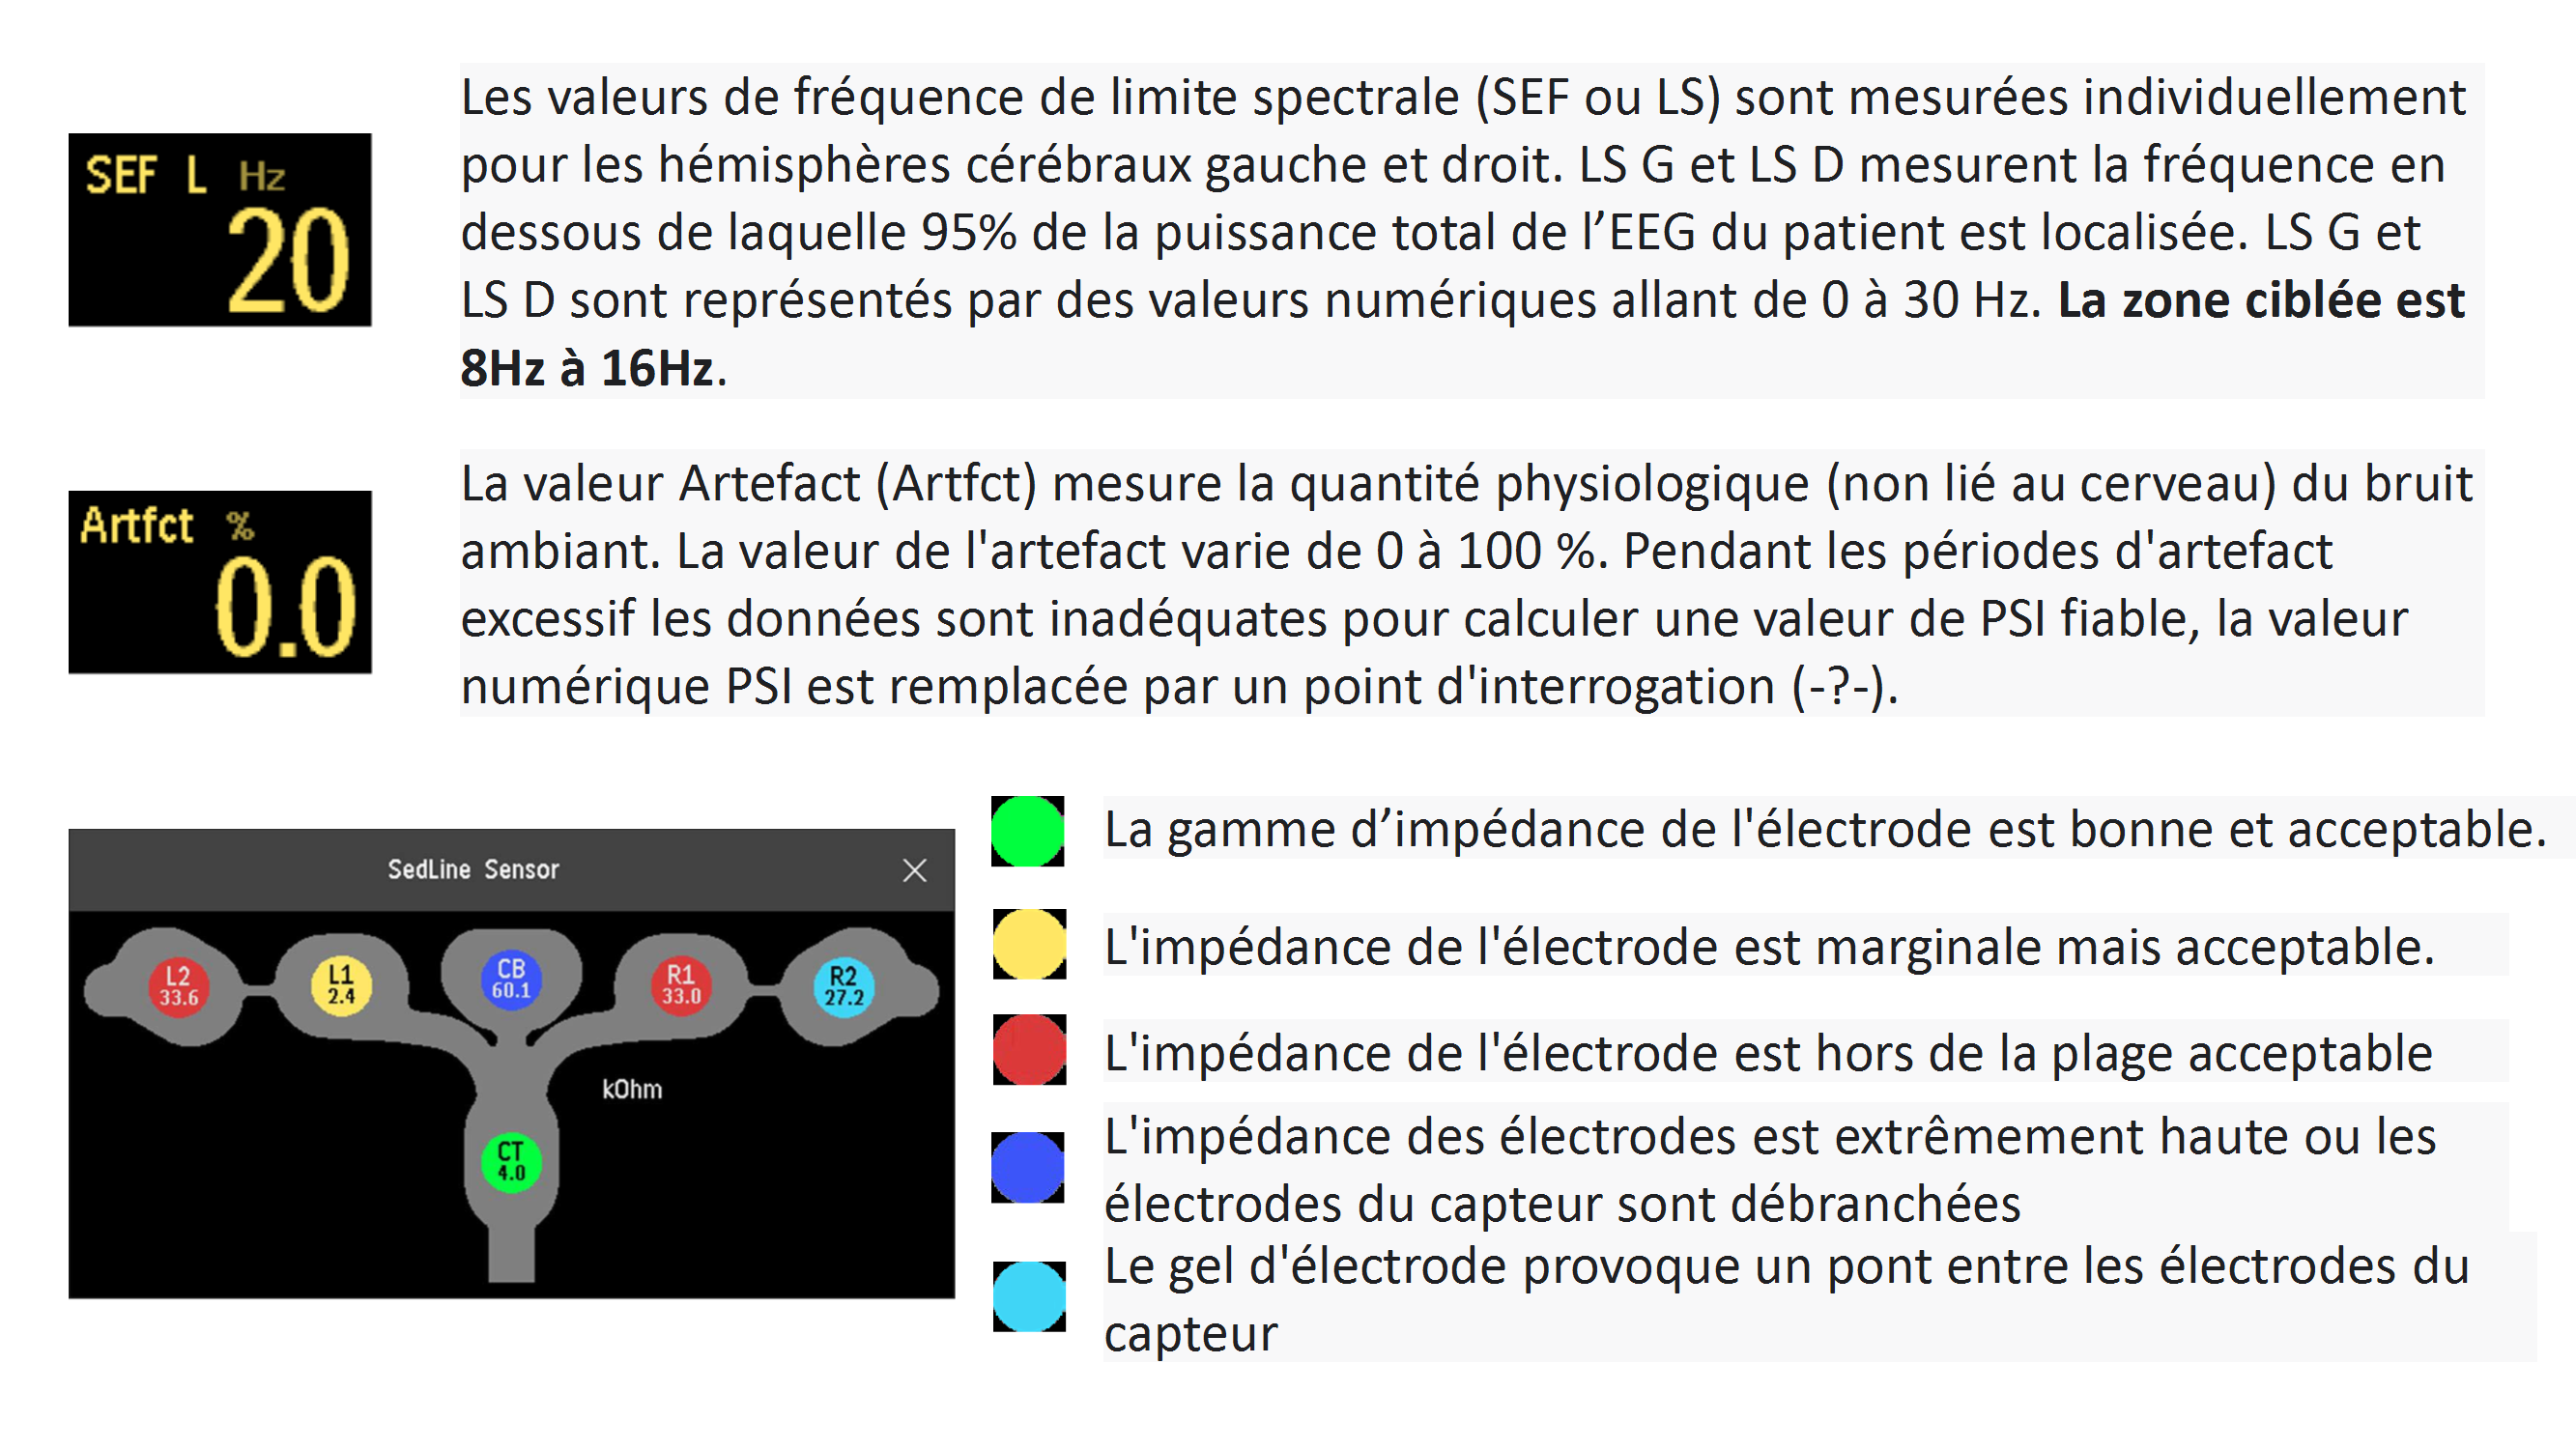 SEF L Hz
20
Les valeurs de fréquence de limite spectrale (SEF ou LS) sont mesurées individuellement
pour les hémisphères cérébraux gauche et droit. LS G et LS D mesurent la fréquence en
dessous de laquelle 95% de la puissance total de l’EEG du patient est localisée. LS G et
LS D sont représentés par des valeurs numériques allant de 0 à 30 Hz. La zone ciblée est
8Hz à 16Hz.
Artfct %
0.0
La valeur Artefact (Artfct) mesure la quantité physiologique (non lié au cerveau) du bruit
ambiant. La valeur de l'artefact varie de 0 à 100 %. Pendant les périodes d'artefact
excessif les données sont inadéquates pour calculer une valeur de PSI fiable, la valeur
numérique PSI est remplacée par un point d'interrogation (-?-).
SedLine Sensor
L2
33.6
L1
2.4
CB
60.1
R1
33.0
R2
27.2
kOhm
CT
4.0
La gamme d’impédance de l'électrode est bonne et acceptable.
L'impédance de l'électrode est marginale mais acceptable.
L'impédance de l'électrode est hors de la plage acceptable
L'impédance des électrodes est extrêmement haute ou les
électrodes du capteur sont débranchées
Le gel d'électrode provoque un pont entre les électrodes du
capteur